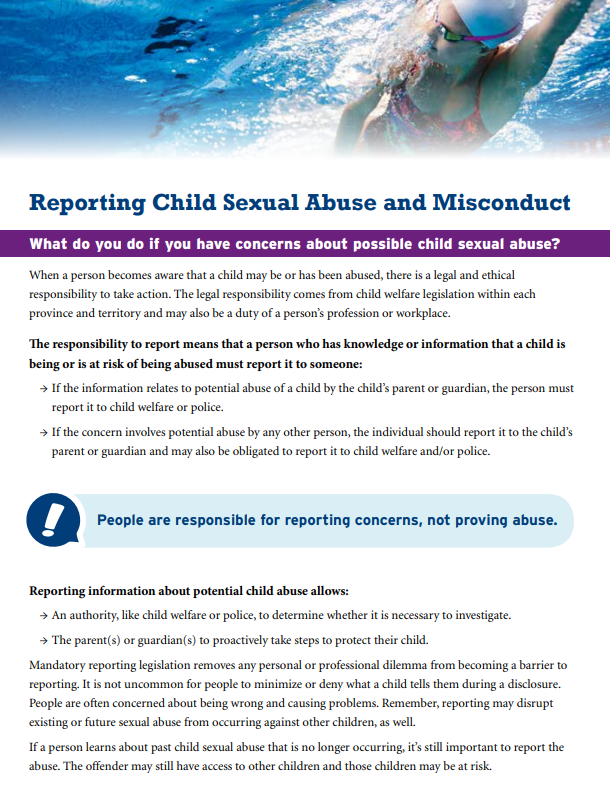 Reporting Child Sexual Abuse and Misconduct
What do you do if you have concerns about possible child sexual abuse?
When a person becomes aware that a child may be or has been abused, there is a legal and ethical
responsibility to take action. The legal responsibility comes from child welfare legislation within each
province and territory and may also be a duty of a person's profession or workplace.
The responsibility to report means that a person who has knowledge or information that a child is
being or is at risk of being abused must report it to someone:
→ If the information relates to potential abuse of a child by the child's parent or guardian, the person must
report it to child welfare or police.
→ If the concern involves potential abuse by any other person, the individual should report it to the child's
parent or guardian and may also be obligated to report it to child welfare and/or police.
! People are responsible for reporting concerns, not proving abuse.
Reporting information about potential child abuse allows:
→ An authority, like child welfare or police, to determine whether it is necessary to investigate.
→ The parent(s) or guardian(s) to proactively take steps to protect their child.
Mandatory reporting legislation removes any personal or professional dilemma from becoming a barrier to
reporting. It is not uncommon for people to minimize or deny what a child tells them during a disclosure.
People are often concerned about being wrong and causing problems. Remember, reporting may disrupt
existing or future sexual abuse from occurring against other children, as well.
If a person learns about past child sexual abuse that is no longer occurring, it's still important to report the
abuse. The offender may still have access to other children and those children may be at risk.